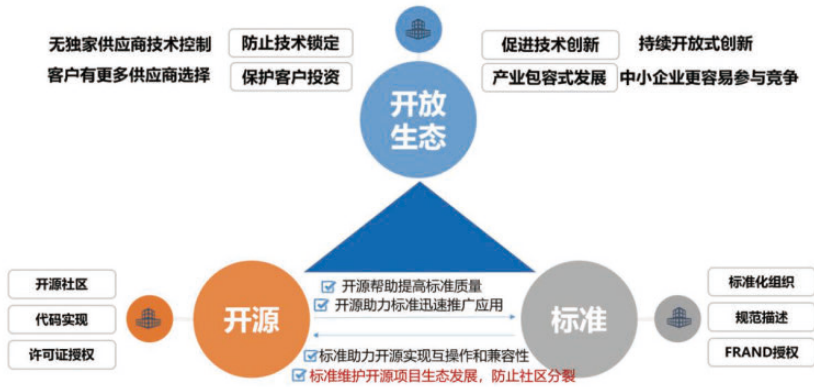 无独家供应商技术控制
防止技术锁定
促进技术创新
持续开放式创新
客户有更多供应商选择
保护客户投资
产业包容式发展
中小企业更容易参与竞争
开放
生态
开源社区
代码实现
许可证授权
开源
开源帮助提高标准质量
开源助力标准迅速推广应用
标准助力开源实现互操作和兼容性
标准维护开源项目生态发展，防止社区分裂
标准
标准化组织
规范描述
FRAND授权